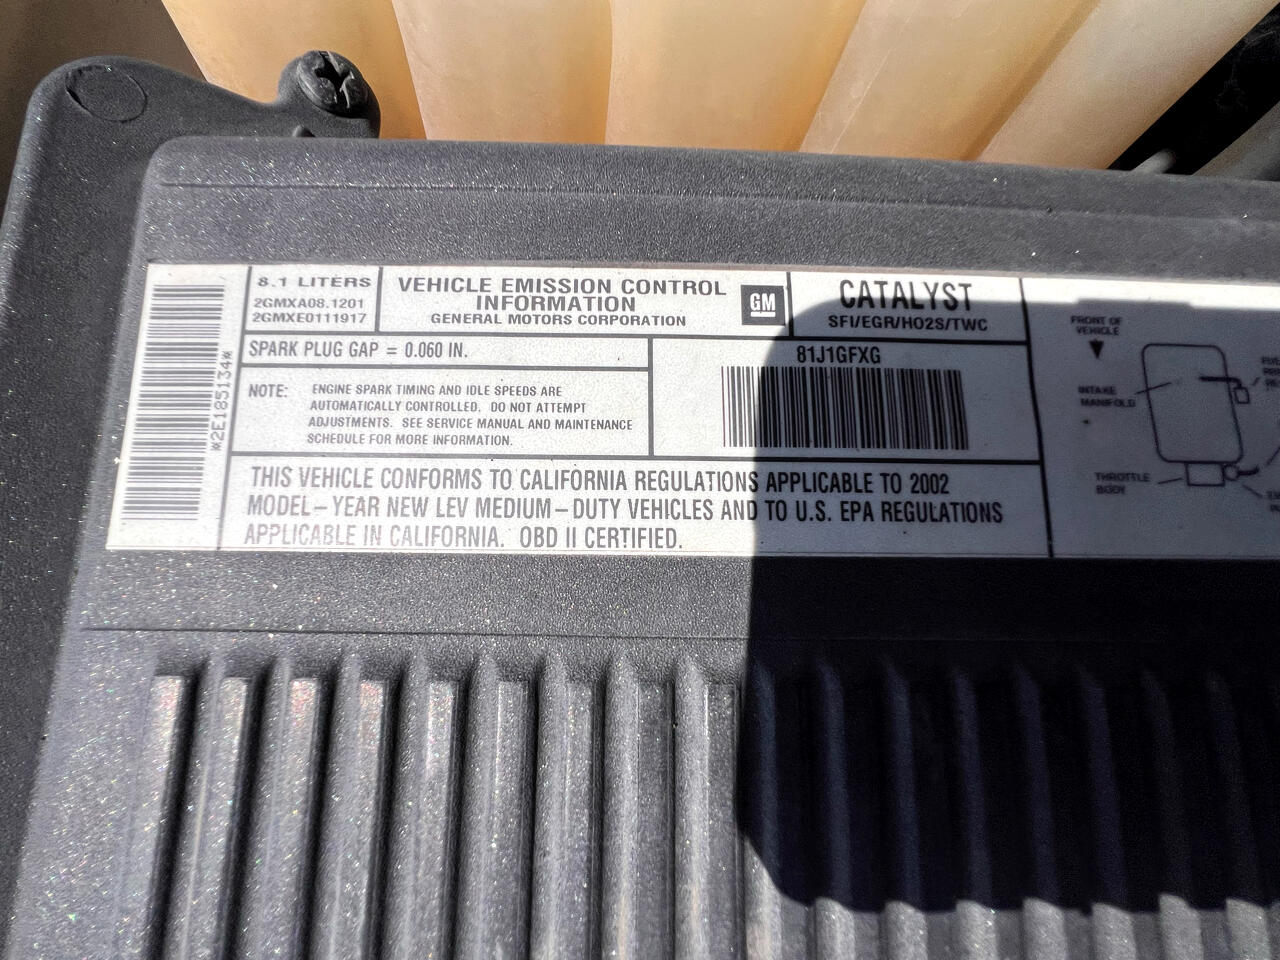 *2E185134*
8.1 LITERS
2GMXA08.1201
2GMXE0111917
VEHICLE EMISSION CONTROL
INFORMATION
GENERAL MOTORS CORPORATION
GM
CATALYST
SFI/EGR/HO2S/TWC
SPARK PLUG GAP = 0.060 IN.
NOTE: ENGINE SPARK TIMING AND IDLE SPEEDS ARE
AUTOMATICALLY CONTROLLED. DO NOT ATTEMPT
ADJUSTMENTS. SEE SERVICE MANUAL AND MAINTENANCE
SCHEDULE FOR MORE INFORMATION.
81J1GFXG
THIS VEHICLE CONFORMS TO CALIFORNIA REGULATIONS APPLICABLE TO 2002
MODEL-YEAR NEW LEV MEDIUM-DUTY VEHICLES AND TO U.S. EPA REGULATIONS
APPLICABLE IN CALIFORNIA. OBD II CERTIFIED.
FRONT OF
VEHICLE
INTAKE
MANIFOLD
THROTTLE
BODY